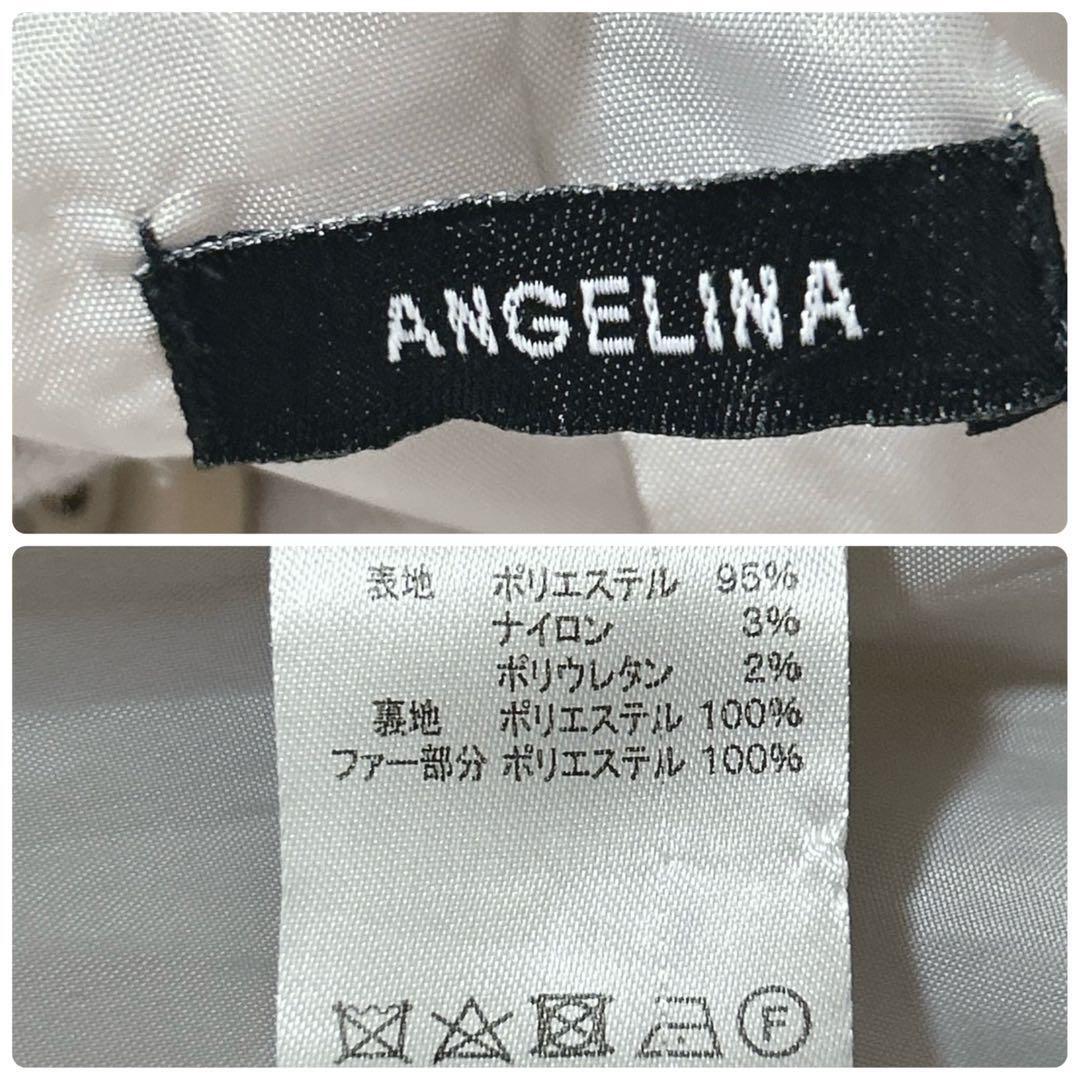 ANGELINA
表地 ポリエステル 95%
ナイロン 3%
ポリウレタン 2%
裏地 ポリエステル 100%
ファー部分 ポリエステル 100%
F